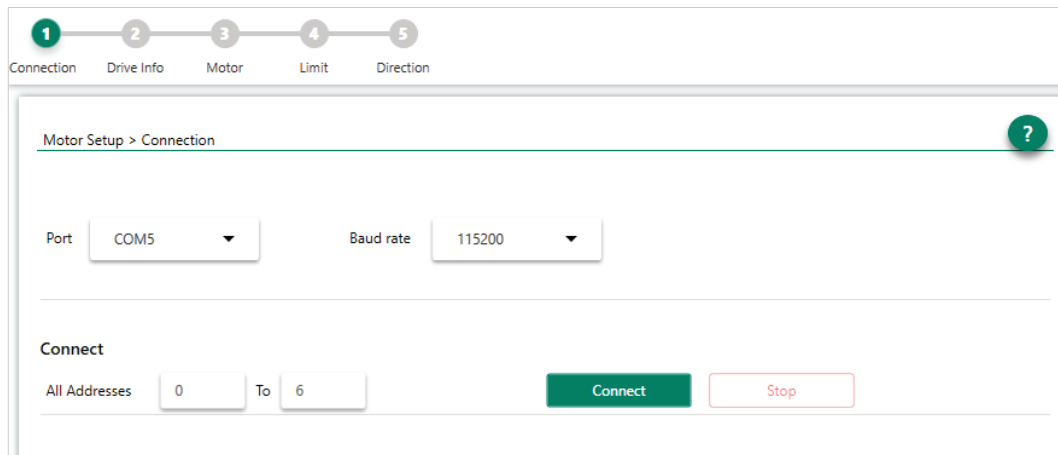 1 2 3 4 5
Connection Drive Info Motor Limit Direction
Motor Setup > Connection ?
Port COM5 Baud rate 115200
Connect
All Addresses 0 To 6 Connect Stop